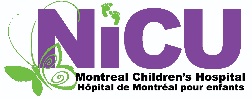 NiCU
Montreal Children's Hospital
Hôpital de Montréal pour enfants